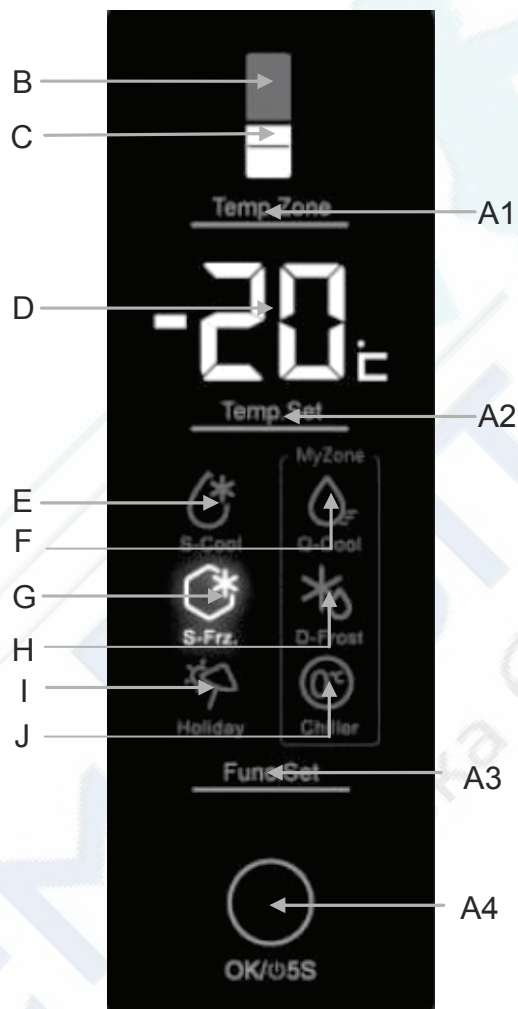 B
C
Temp.Zone A1
D -20°C
Temp.Set A2
MyZone
E
S-Cool Q-Cool
F
G
S-Frz. D-Frost
H
I 0°C
Holiday Chiller
J
Func.Set A3
A4
OK/⏻5S